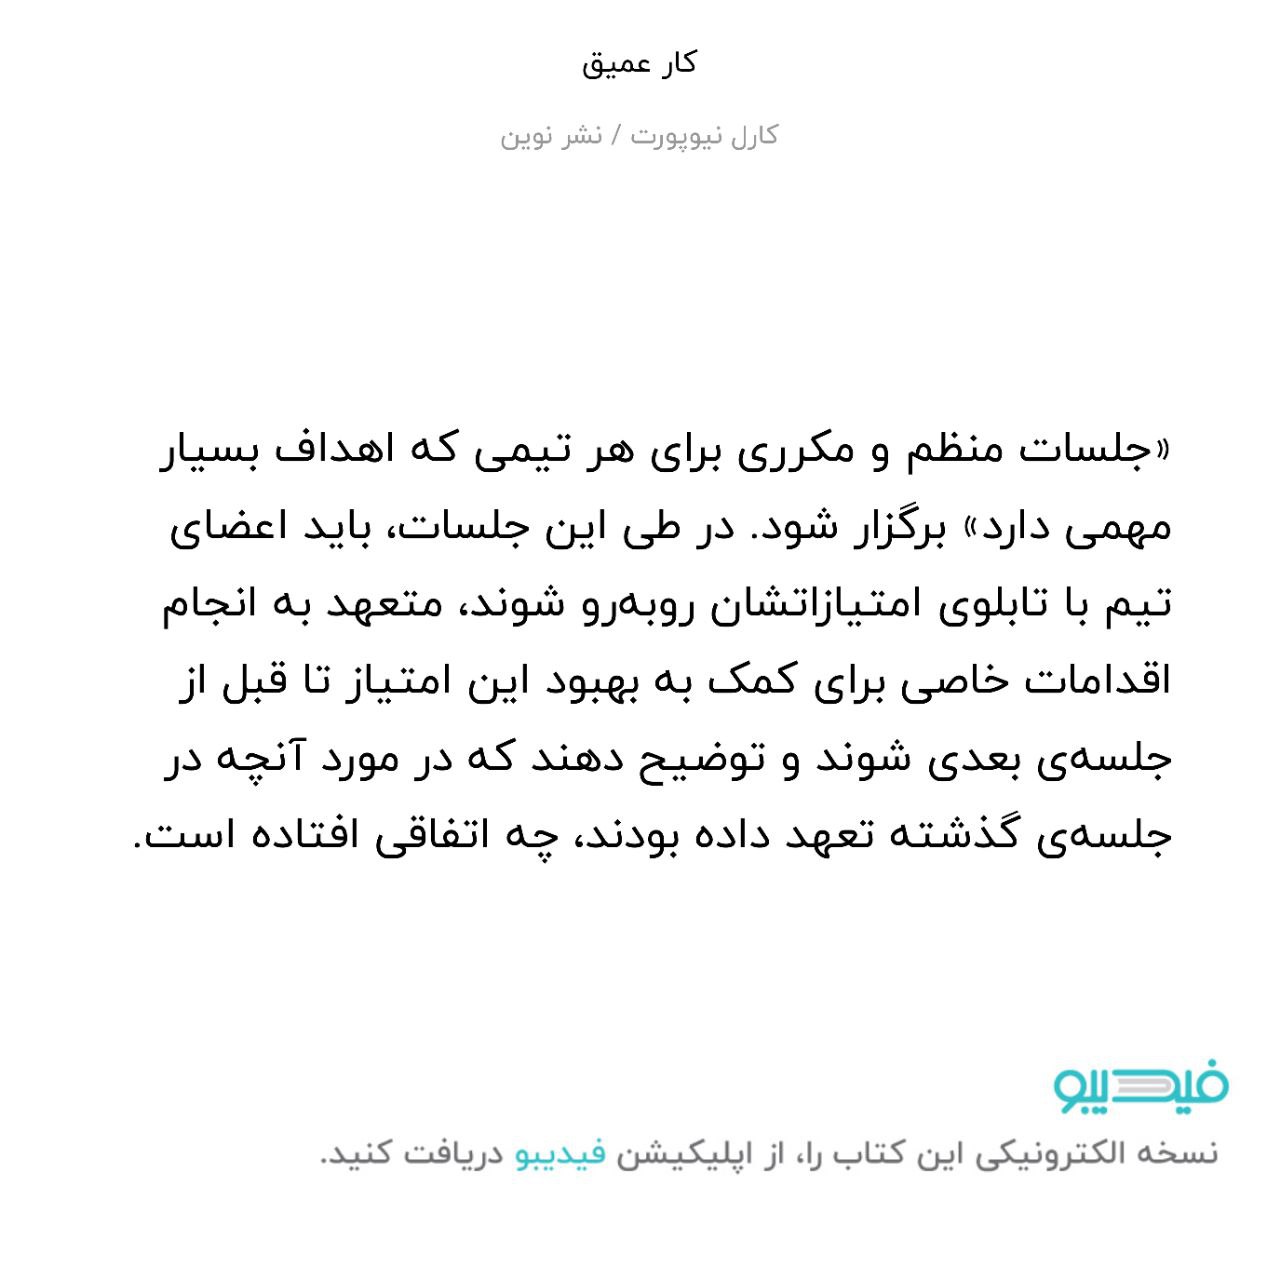 کار عمیق
کارل نیوپورت / نشر نوین
«جلسات منظم و مکرری برای هر تیمی که اهداف بسیار
مهمی دارد» برگزار شود. در طی این جلسات، باید اعضای
تیم با تابلوی امتیازاتشان روبه‌رو شوند، متعهد به انجام
اقدامات خاصی برای کمک به بهبود این امتیاز تا قبل از
جلسه‌ی بعدی شوند و توضیح دهند که در مورد آنچه در
جلسه‌ی گذشته تعهد داده بودند، چه اتفاقی افتاده است.
فیدیبو
نسخه الکترونیکی این کتاب را، از اپلیکیشن فیدیبو دریافت کنید.